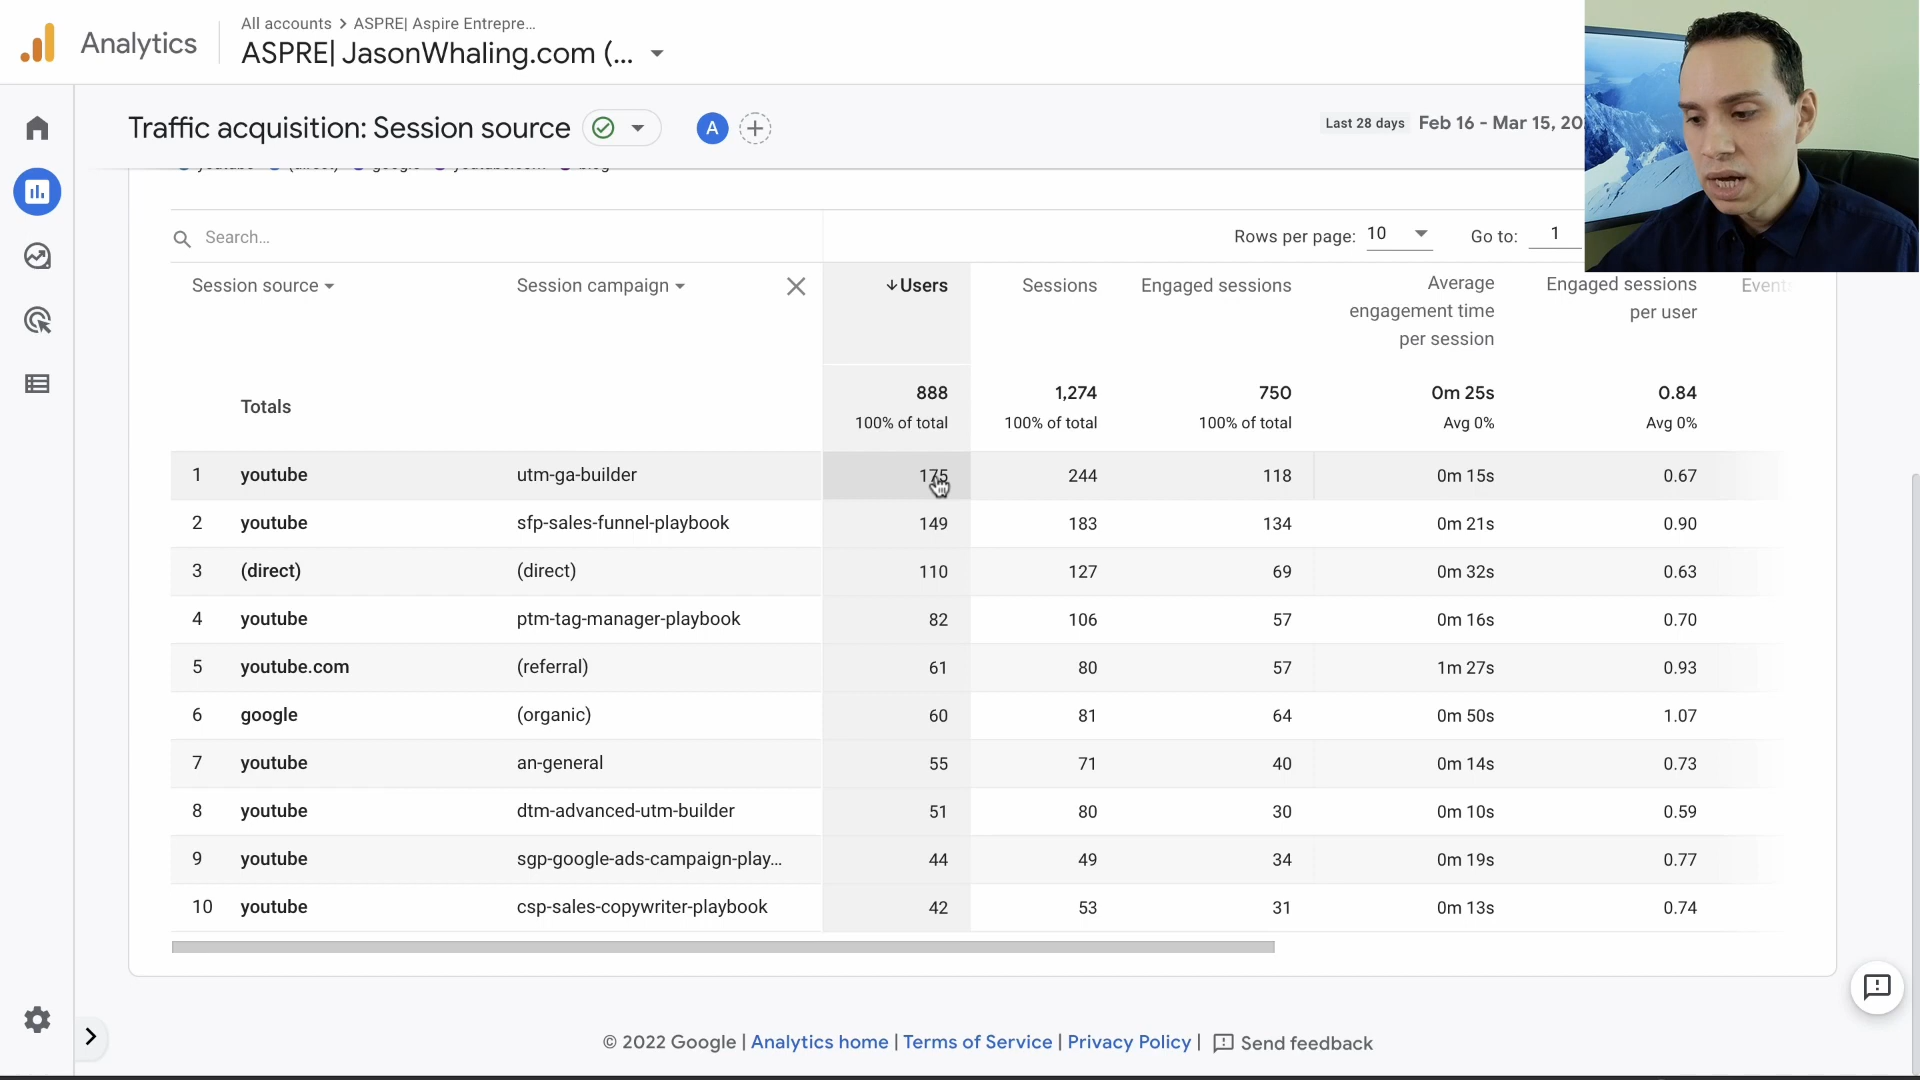 Analytics
All accounts > ASPRE| Aspire Entrepre...
ASPRE| JasonWhaling.com (...
Traffic acquisition: Session source
A
Last 28 days Feb 16 - Mar 15, 20
youtube (direct) google youtube.com blog
Search...
Rows per page: 10 Go to: 1
Session source Session campaign Users Sessions Engaged sessions Average engagement time per session Engaged sessions per user Event
Totals 888 1,274 750 0m 25s 0.84
100% of total 100% of total 100% of total Avg 0% Avg 0%
1 youtube utm-ga-builder 175 244 118 0m 15s 0.67
2 youtube sfp-sales-funnel-playbook 149 183 134 0m 21s 0.90
3 (direct) (direct) 110 127 69 0m 32s 0.63
4 youtube ptm-tag-manager-playbook 82 106 57 0m 16s 0.70
5 youtube.com (referral) 61 80 57 1m 27s 0.93
6 google (organic) 60 81 64 0m 50s 1.07
7 youtube an-general 55 71 40 0m 14s 0.73
8 youtube dtm-advanced-utm-builder 51 80 30 0m 10s 0.59
9 youtube sgp-google-ads-campaign-play... 44 49 34 0m 19s 0.77
10 youtube csp-sales-copywriter-playbook 42 53 31 0m 13s 0.74
© 2022 Google | Analytics home | Terms of Service | Privacy Policy | Send feedback